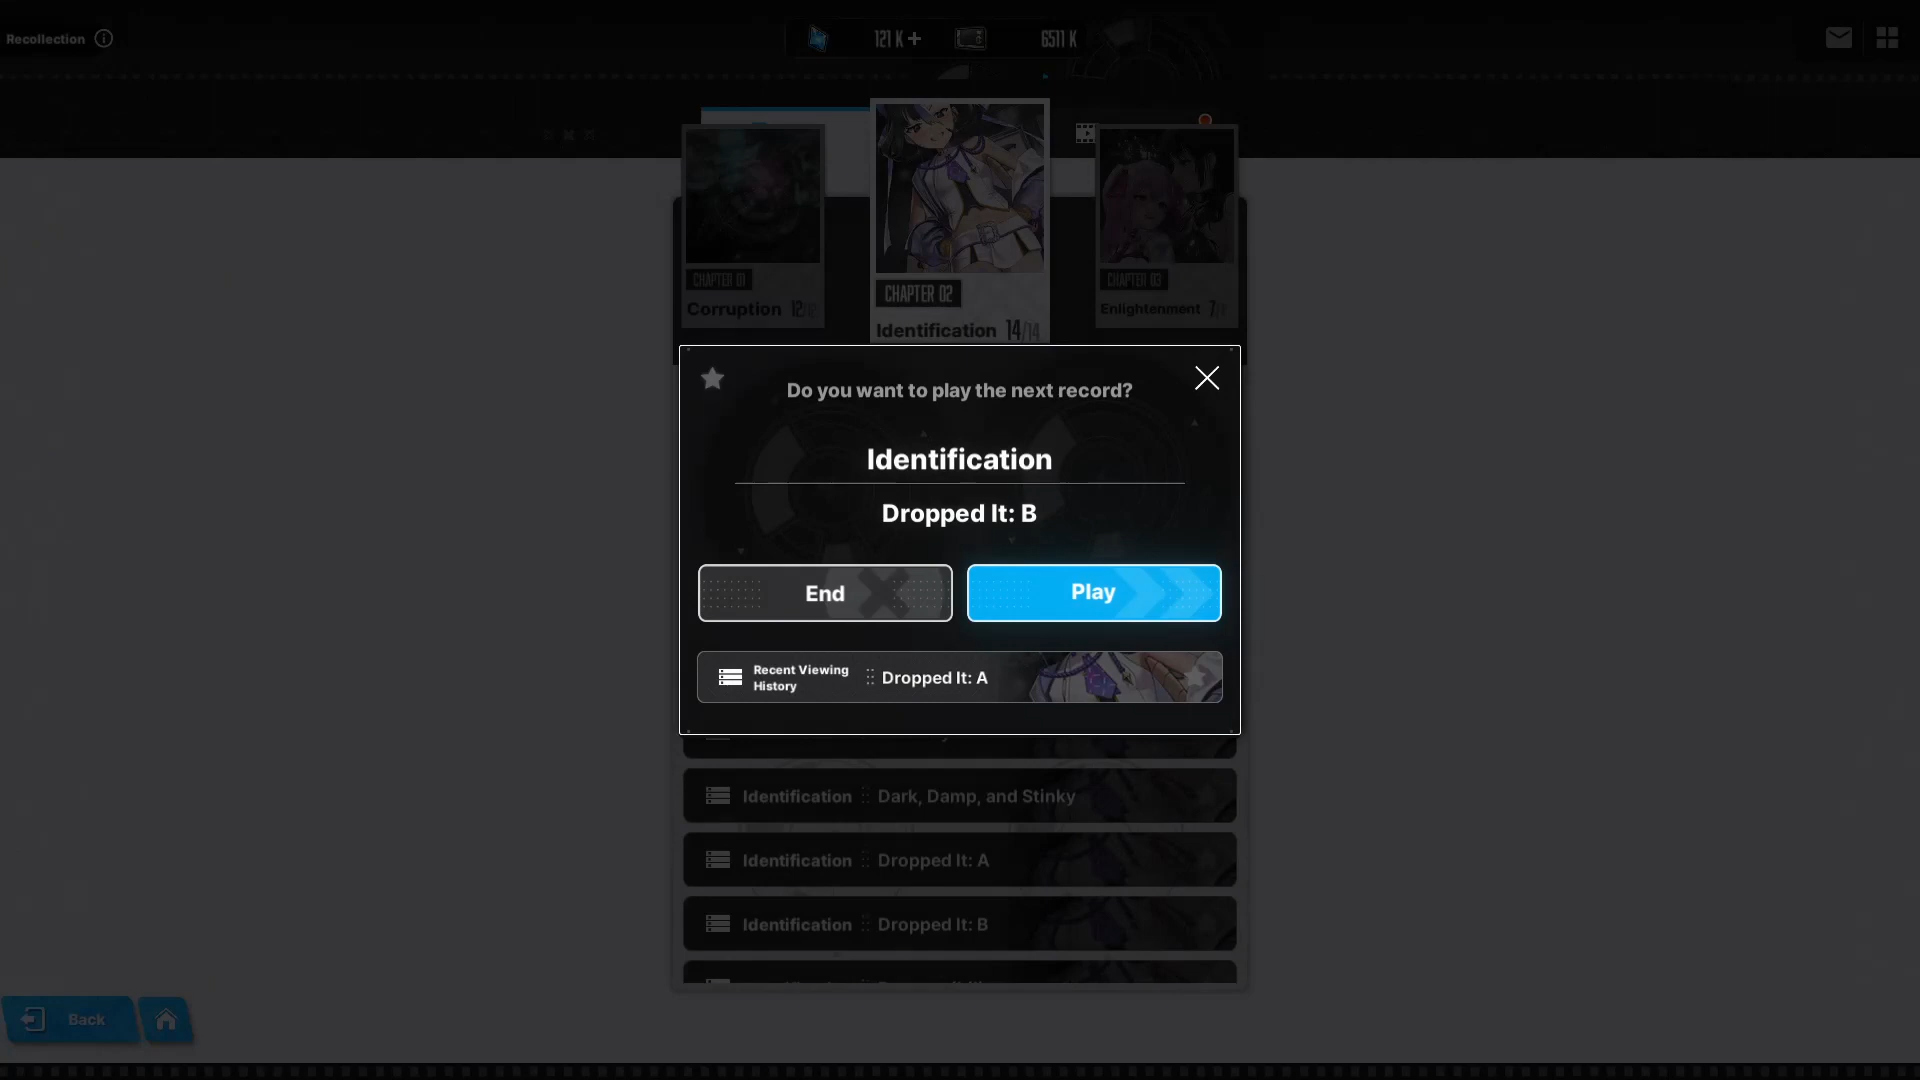 Recollection
121 K +
6511 K
CHAPTER 01
Corruption 12/
CHAPTER 02
Identification 14/14
CHAPTER 03
Enlightenment 7/
Do you want to play the next record?
Identification
Dropped It: B
End
Play
Recent Viewing
History
Dropped It: A
Identification :: Dark, Damp, and Stinky
Identification :: Dropped It: A
Identification :: Dropped It: B
Back